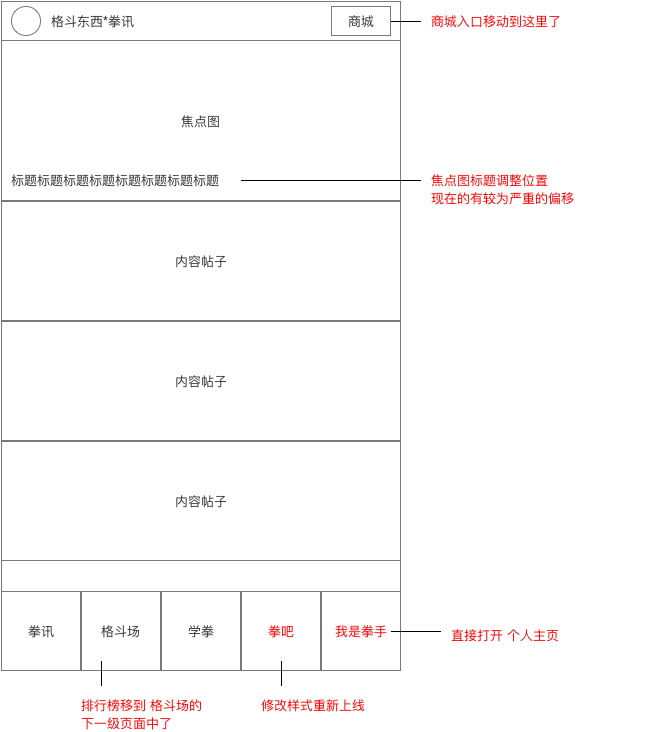 格斗东西*拳讯
商城
商城入口移动到这里了
焦点图
标题标题标题标题标题标题标题标题
焦点图标题调整位置
现在的有较为严重的偏移
内容帖子
内容帖子
内容帖子
拳讯
格斗场
学拳
拳吧
我是拳手
直接打开 个人主页
排行榜移到 格斗场的
下一级页面中了
修改样式重新上线